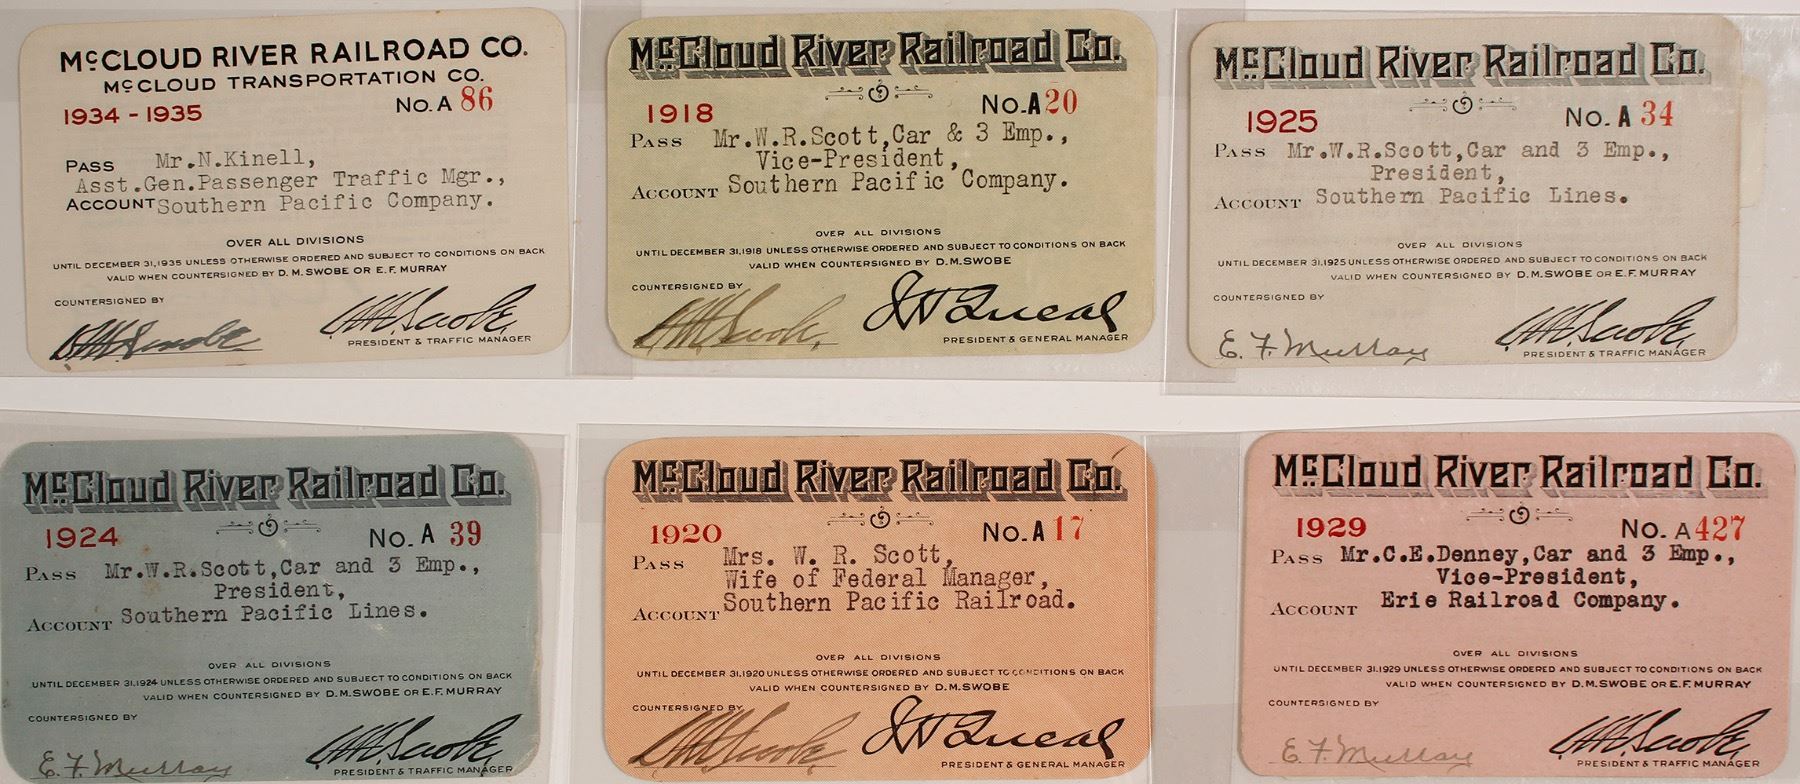 McCLOUD RIVER RAILROAD CO.
McCLOUD TRANSPORTATION CO.
1934 - 1935 No. A 86
PASS Mr.N.Kinell,
Asst.Gen.Passenger Traffic Mgr.,
ACCOUNT Southern Pacific Company.
OVER ALL DIVISIONS
UNTIL DECEMBER 31,1935 UNLESS OTHERWISE ORDERED AND SUBJECT TO CONDITIONS ON BACK
VALID WHEN COUNTERSIGNED BY D.M.SWOBE OR E.F.MURRAY
COUNTERSIGNED BY
D.M.Swobe D.M.Swobe,
PRESIDENT & TRAFFIC MANAGER
McCloud River Railroad Co.
1918 No.A20
PASS Mr.W.R.Scott,Car & 3 Emp.,
Vice-President,
ACCOUNT Southern Pacific Company.
OVER ALL DIVISIONS
UNTIL DECEMBER 31,1918 UNLESS OTHERWISE ORDERED AND SUBJECT TO CONDITIONS ON BACK
VALID WHEN COUNTERSIGNED BY D.M.SWOBE
COUNTERSIGNED BY
D.M.Swobe. J H Queal
PRESIDENT & GENERAL MANAGER
McCloud River Railroad Co.
1925 No. A 34
PASS Mr.W.R.Scott,Car and 3 Emp.,
President,
ACCOUNT Southern Pacific Lines.
OVER ALL DIVISIONS
UNTIL DECEMBER 31,1925 UNLESS OTHERWISE ORDERED AND SUBJECT TO CONDITIONS ON BACK
VALID WHEN COUNTERSIGNED BY D.M.SWOBE OR E.F.MURRAY
COUNTERSIGNED BY
E. F. Murray D.M.Swobe,
PRESIDENT & TRAFFIC MANAGER
McCloud River Railroad Co.
1924 No. A 39
PASS Mr.W.R.Scott,Car and 3 Emp.,
President,
ACCOUNT Southern Pacific Lines.
OVER ALL DIVISIONS
UNTIL DECEMBER 31,1924 UNLESS OTHERWISE ORDERED AND SUBJECT TO CONDITIONS ON BACK
VALID WHEN COUNTERSIGNED BY D.M.SWOBE OR E.F.MURRAY
COUNTERSIGNED BY
E. F. Murray D.M.Swobe,
PRESIDENT & TRAFFIC MANAGER
McCloud River Railroad Co.
1920 No.A17
PASS Mrs. W. R. Scott,
Wife of Federal Manager,
ACCOUNT Southern Pacific Railroad.
OVER ALL DIVISIONS
UNTIL DECEMBER 31,1920 UNLESS OTHERWISE ORDERED AND SUBJECT TO CONDITIONS ON BACK
VALID WHEN COUNTERSIGNED BY D.M.SWOBE
COUNTERSIGNED BY
D.M.Swobe. J H Queal
PRESIDENT & GENERAL MANAGER
McCloud River Railroad Co.
1929 No. A427
PASS Mr.C.E.Denney,Car and 3 Emp.,
Vice-President,
ACCOUNT Erie Railroad Company.
OVER ALL DIVISIONS
UNTIL DECEMBER 31,1929 UNLESS OTHERWISE ORDERED AND SUBJECT TO CONDITIONS ON BACK
VALID WHEN COUNTERSIGNED BY D.M.SWOBE OR E.F.MURRAY
COUNTERSIGNED BY
E. F. Murray D.M.Swobe,
PRESIDENT & TRAFFIC MANAGER